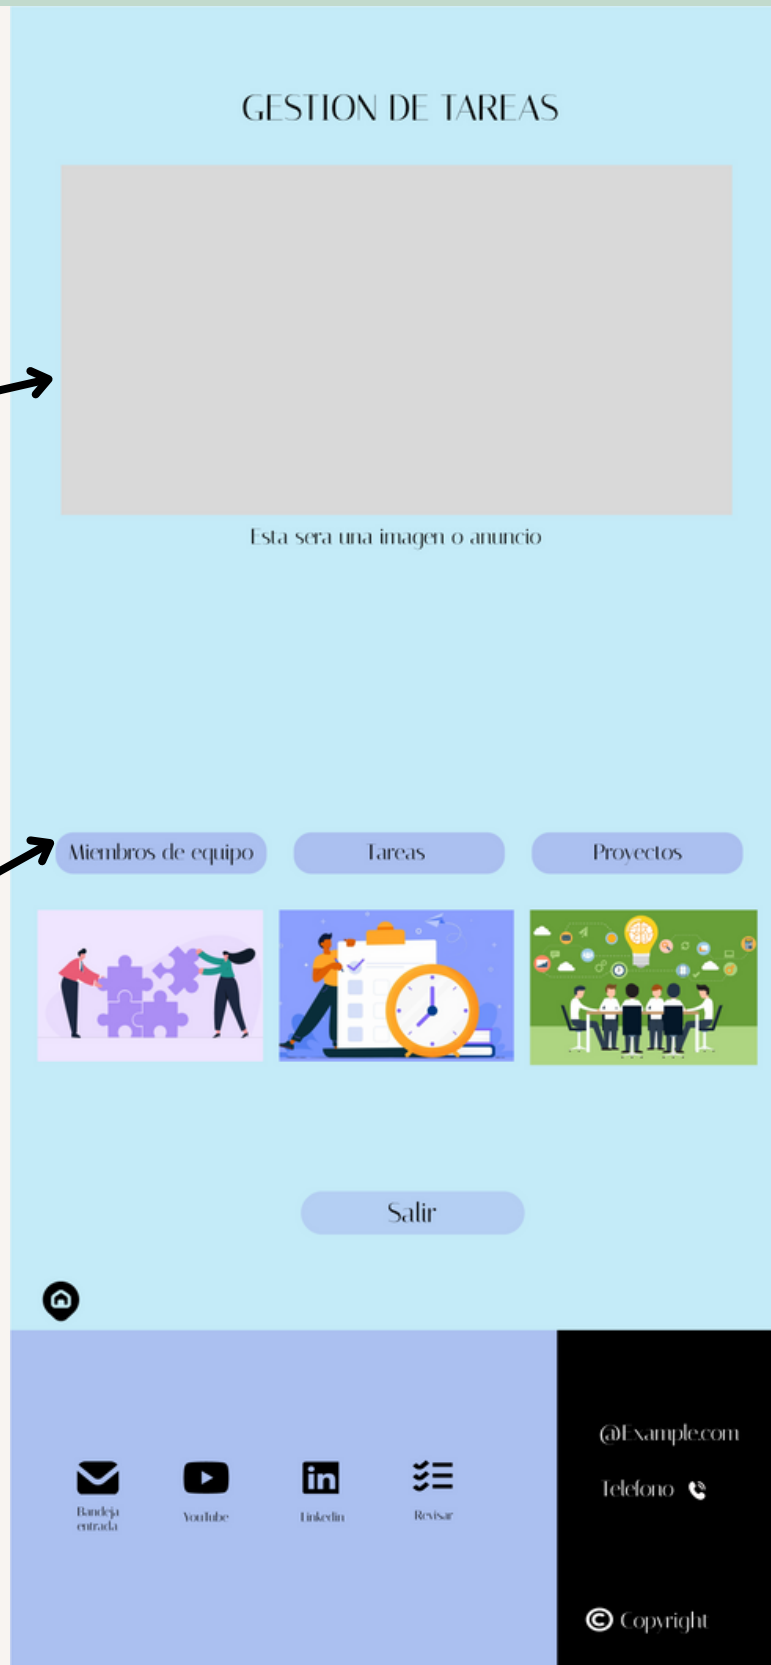 GESTION DE TAREAS
Esta sera una imagen o anuncio
Miembros de equipo
Tareas
Proyectos
Salir
Bandeja
entrada
YouTube
Linkedin
in
Revisar
@Example.com
Telefono
© Copyright